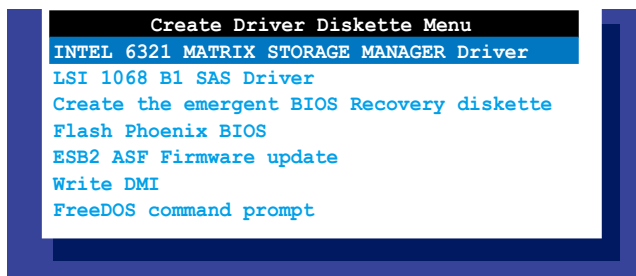 Create Driver Diskette Menu
INTEL 6321 MATRIX STORAGE MANAGER Driver
LSI 1068 B1 SAS Driver
Create the emergent BIOS Recovery diskette
Flash Phoenix BIOS
ESB2 ASF Firmware update
Write DMI
FreeDOS command prompt